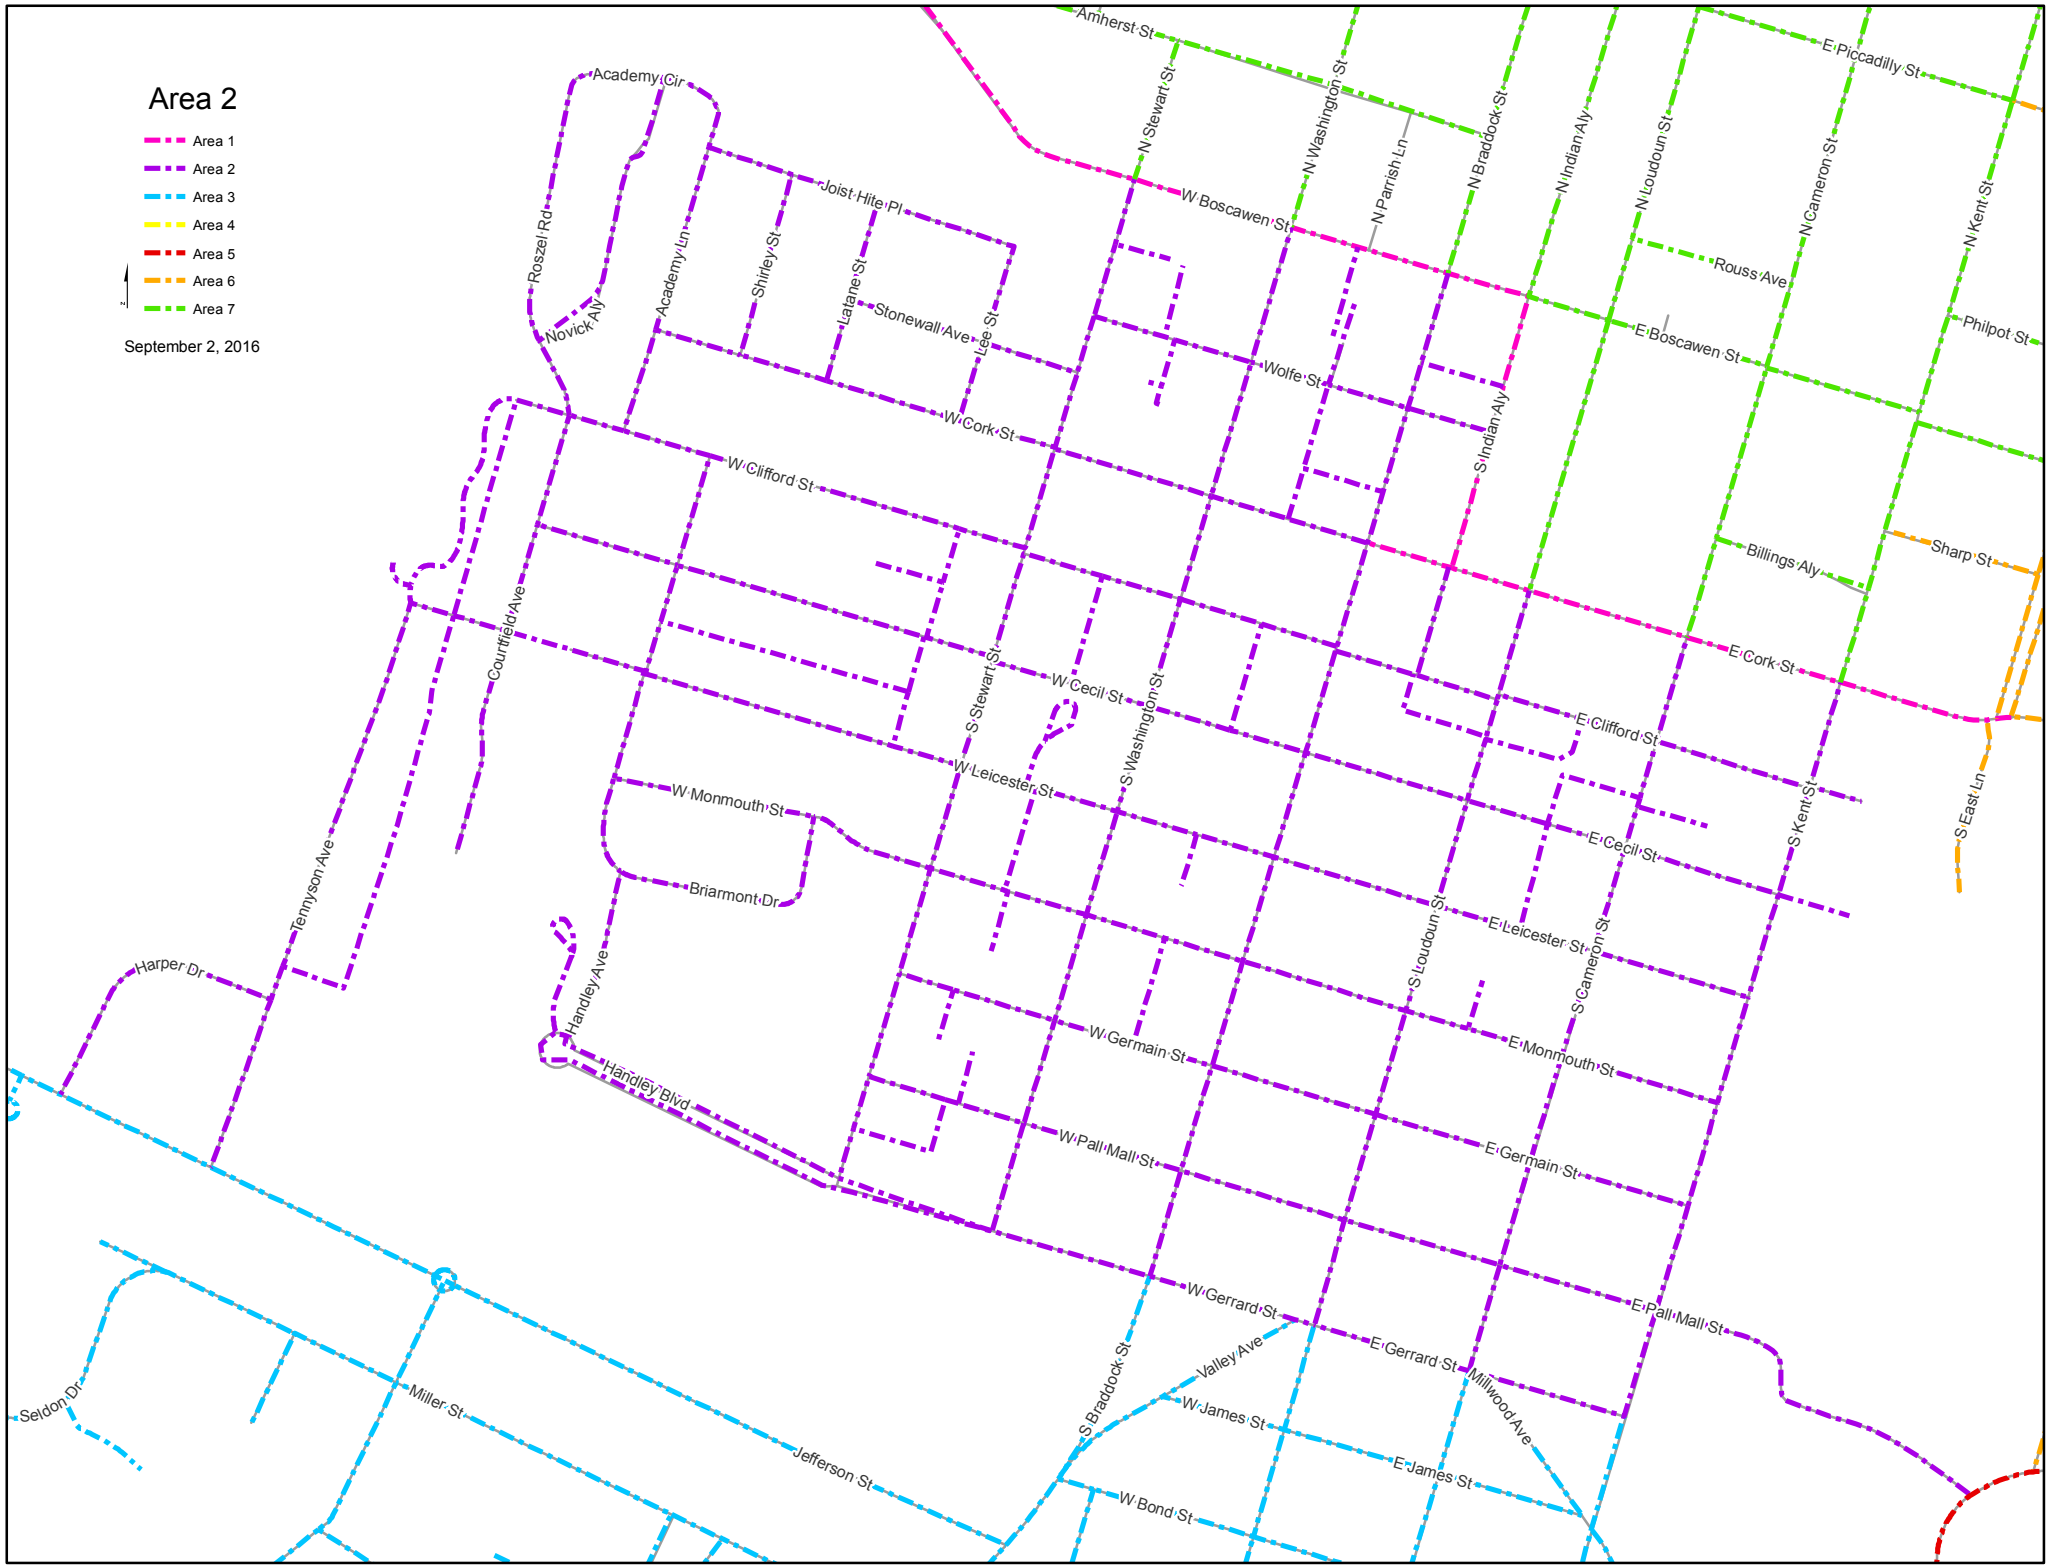 Amherst St
E Piccadilly St
Academy Cir
Area 2
N Stewart St
N Washington St
N Braddock St
N Indian Aly
N Loudoun St
N Cameron St
N Kent St
Area 1
Area 2
Area 3
Area 4
Area 5
Area 6
Area 7
N Parrish Ln
Joist Hite Pl
W Boscawen St
Roszel Rd
Academy Ln
Shirley St
Latane St
Rouss Ave
Stonewall Ave
Lee St
Novick Aly
Philpot St
E Boscawen St
z
September 2, 2016
Wolfe St
W Cork St
S Indian Aly
W Clifford St
Sharp St
Billings Aly
Courtfield Ave
E Cork St
S Stewart St
W Cecil St
S Washington St
E Clifford St
W Leicester St
W Monmouth St
S Kent St
S East Ln
E Cecil St
Tennyson Ave
Briarmont Dr
S Loudoun St
E Leicester St
S Cameron St
Harper Dr
Handley Ave
W Germain St
E Monmouth St
Handley Blvd
W Pall Mall St
E Germain St
W Gerrard St
E Pall Mall St
Valley Ave
E Gerrard St
Millwood Ave
S Braddock St
Seldon Dr
Miller St
W James St
Jefferson St
E James St
W Bond St